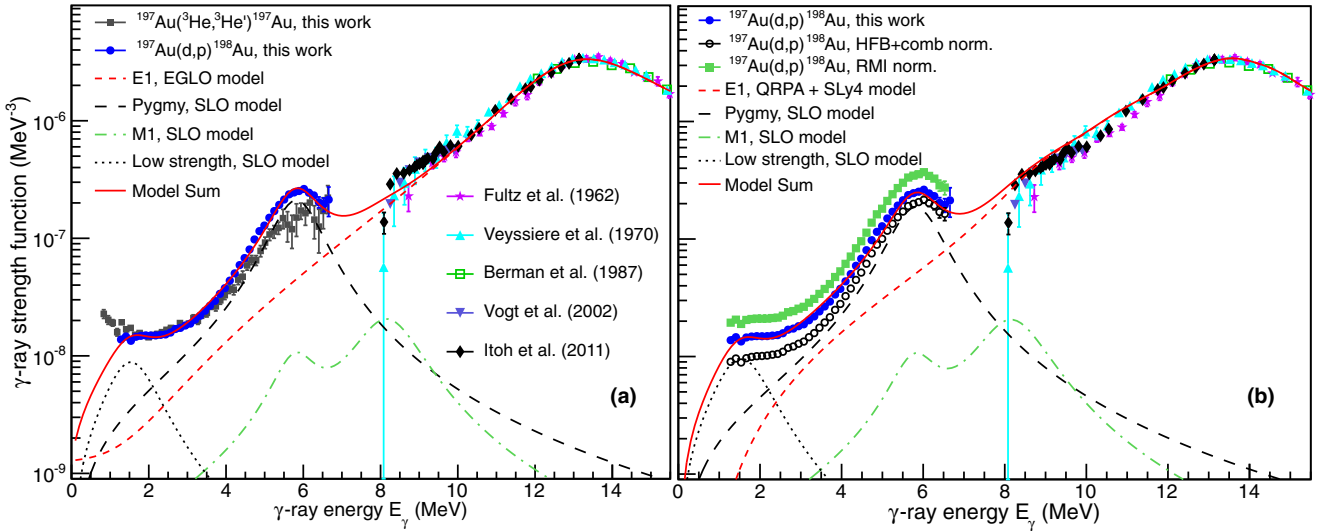 γ-ray strength function (MeV⁻³)
10⁻⁶
10⁻⁷
10⁻⁸
10⁻⁹
¹⁹⁷Au(³He,³He')¹⁹⁷Au, this work
¹⁹⁷Au(d,p)¹⁹⁸Au, this work
E1, EGLO model
Pygmy, SLO model
M1, SLO model
Low strength, SLO model
Model Sum
Fultz et al. (1962)
Veyssiere et al. (1970)
Berman et al. (1987)
Vogt et al. (2002)
Itoh et al. (2011)
(a)
0 2 4 6 8 10 12 14
γ-ray energy Eγ (MeV)
¹⁹⁷Au(d,p)¹⁹⁸Au, this work
¹⁹⁷Au(d,p)¹⁹⁸Au, HFB+comb norm.
¹⁹⁷Au(d,p)¹⁹⁸Au, RMI norm.
E1, QRPA + SLy4 model
Pygmy, SLO model
M1, SLO model
Low strength, SLO model
Model Sum
(b)
0 2 4 6 8 10 12 14
γ-ray energy Eγ (MeV)